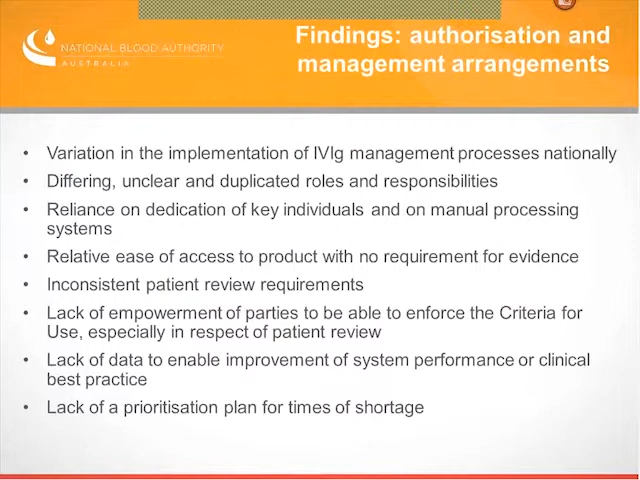 Findings: authorisation and
management arrangements
NATIONAL BLOOD AUTHORITY
AUSTRALIA
• Variation in the implementation of IVIg management processes nationally
• Differing, unclear and duplicated roles and responsibilities
• Reliance on dedication of key individuals and on manual processing
systems
• Relative ease of access to product with no requirement for evidence
• Inconsistent patient review requirements
• Lack of empowerment of parties to be able to enforce the Criteria for
Use, especially in respect of patient review
• Lack of data to enable improvement of system performance or clinical
best practice
• Lack of a prioritisation plan for times of shortage